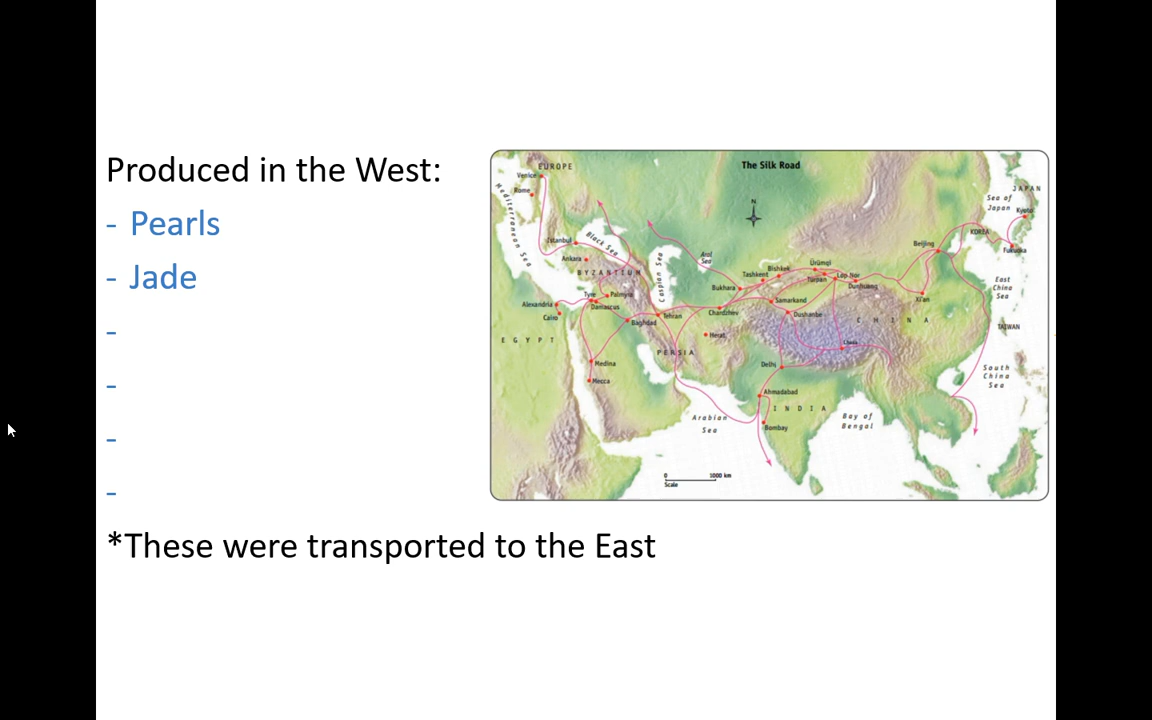 Produced in the West:
- Pearls
- Jade
-
-
-
-
*These were transported to the East
The Silk Road
EUROPE
Venice
Rome
Mediterranean Sea
N
JAPAN
Sea of Japan
Kyoto
KOREA
Fukuoka
Istanbul
Black Sea
Ankara
BYZANTIUM
Caspian Sea
Aral Sea
Beijing
Ürümqi
Bishkek
Tashkent
Turpan
Lop Nor
Dunhuang
Bukhara
Samarkand
Xi'an
East China Sea
Tyre
Palmyra
Damascus
Alexandria
Cairo
Baghdad
Tehran
Chardzhev
Dushanbe
CHINA
TAIWAN
EGYPT
Herat
PERSIA
Lhasa
Medina
Mecca
Delhi
South China Sea
Ahmadabad
INDIA
Arabian Sea
Bay of Bengal
Bombay
0 1000 km
Scale